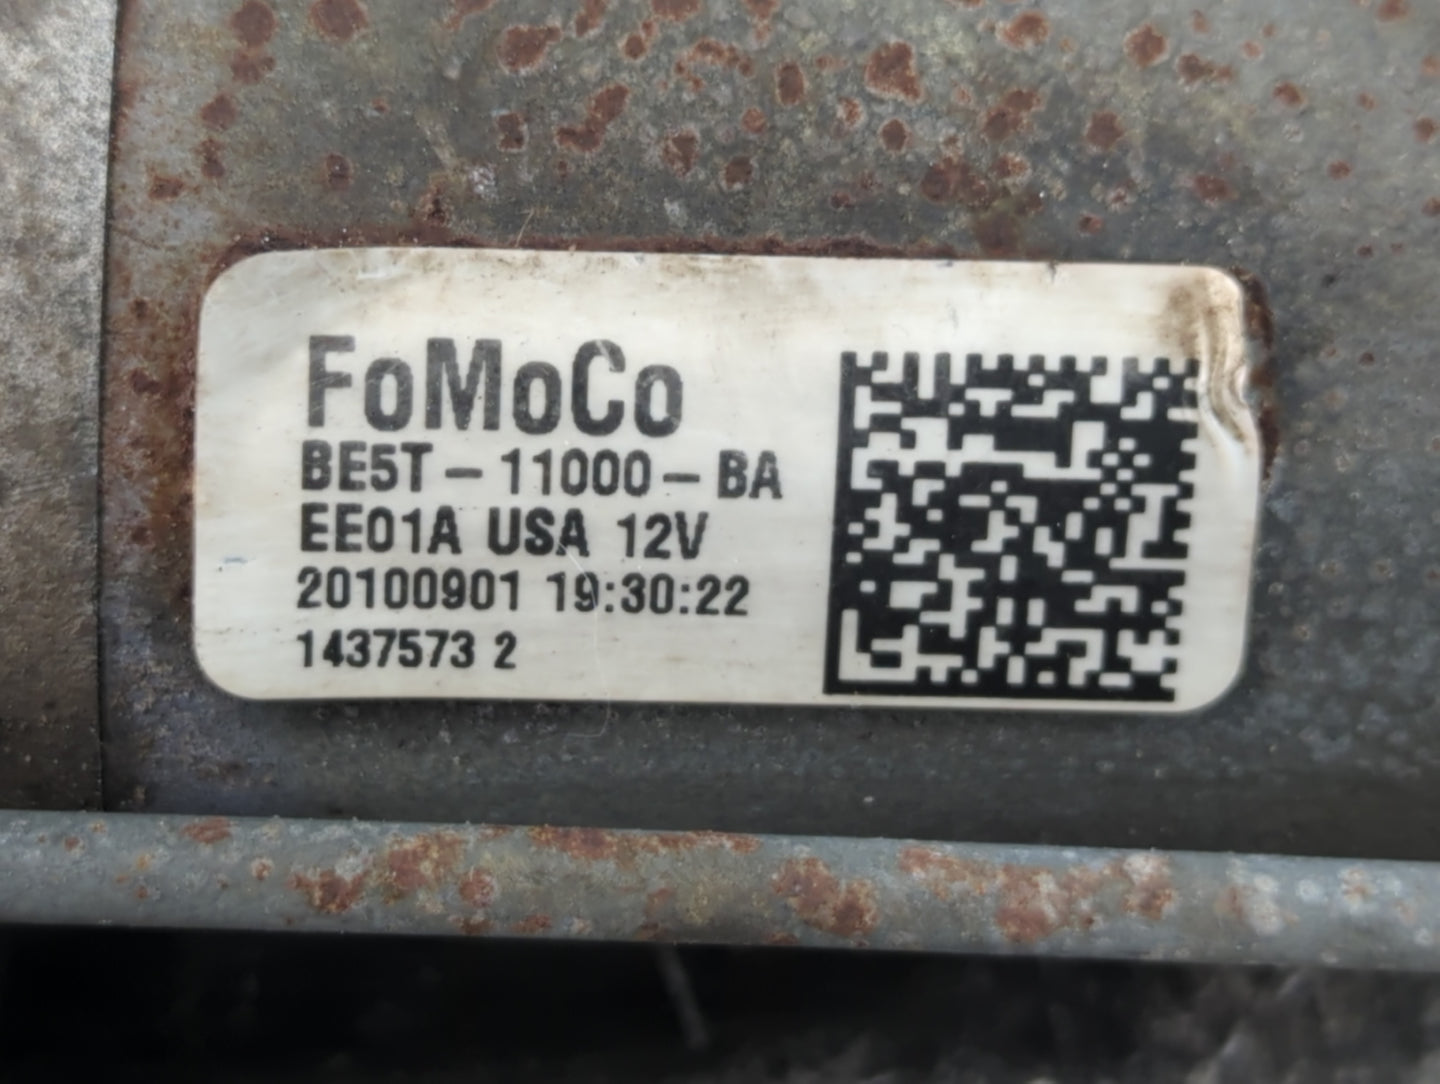 FoMoCo
BE5T-11000-BA
EE01A USA 12V
20100901 19:30:22
1437573 2